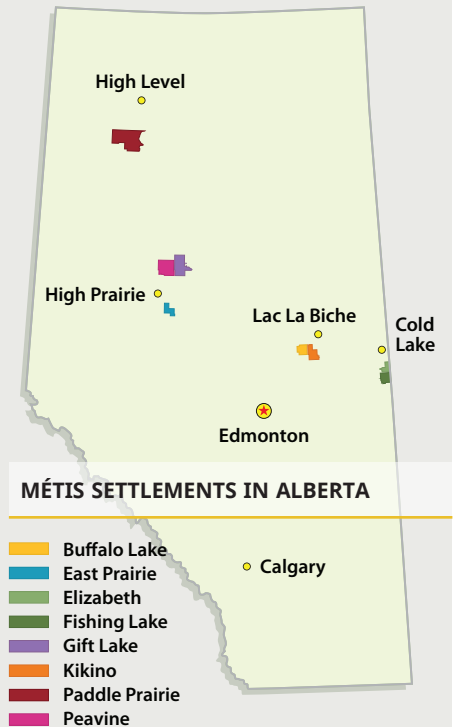 High Level
High Prairie
Lac La Biche
Cold
Lake
Edmonton
MÉTIS SETTLEMENTS IN ALBERTA
Calgary
Buffalo Lake
East Prairie
Elizabeth
Fishing Lake
Gift Lake
Kikino
Paddle Prairie
Peavine